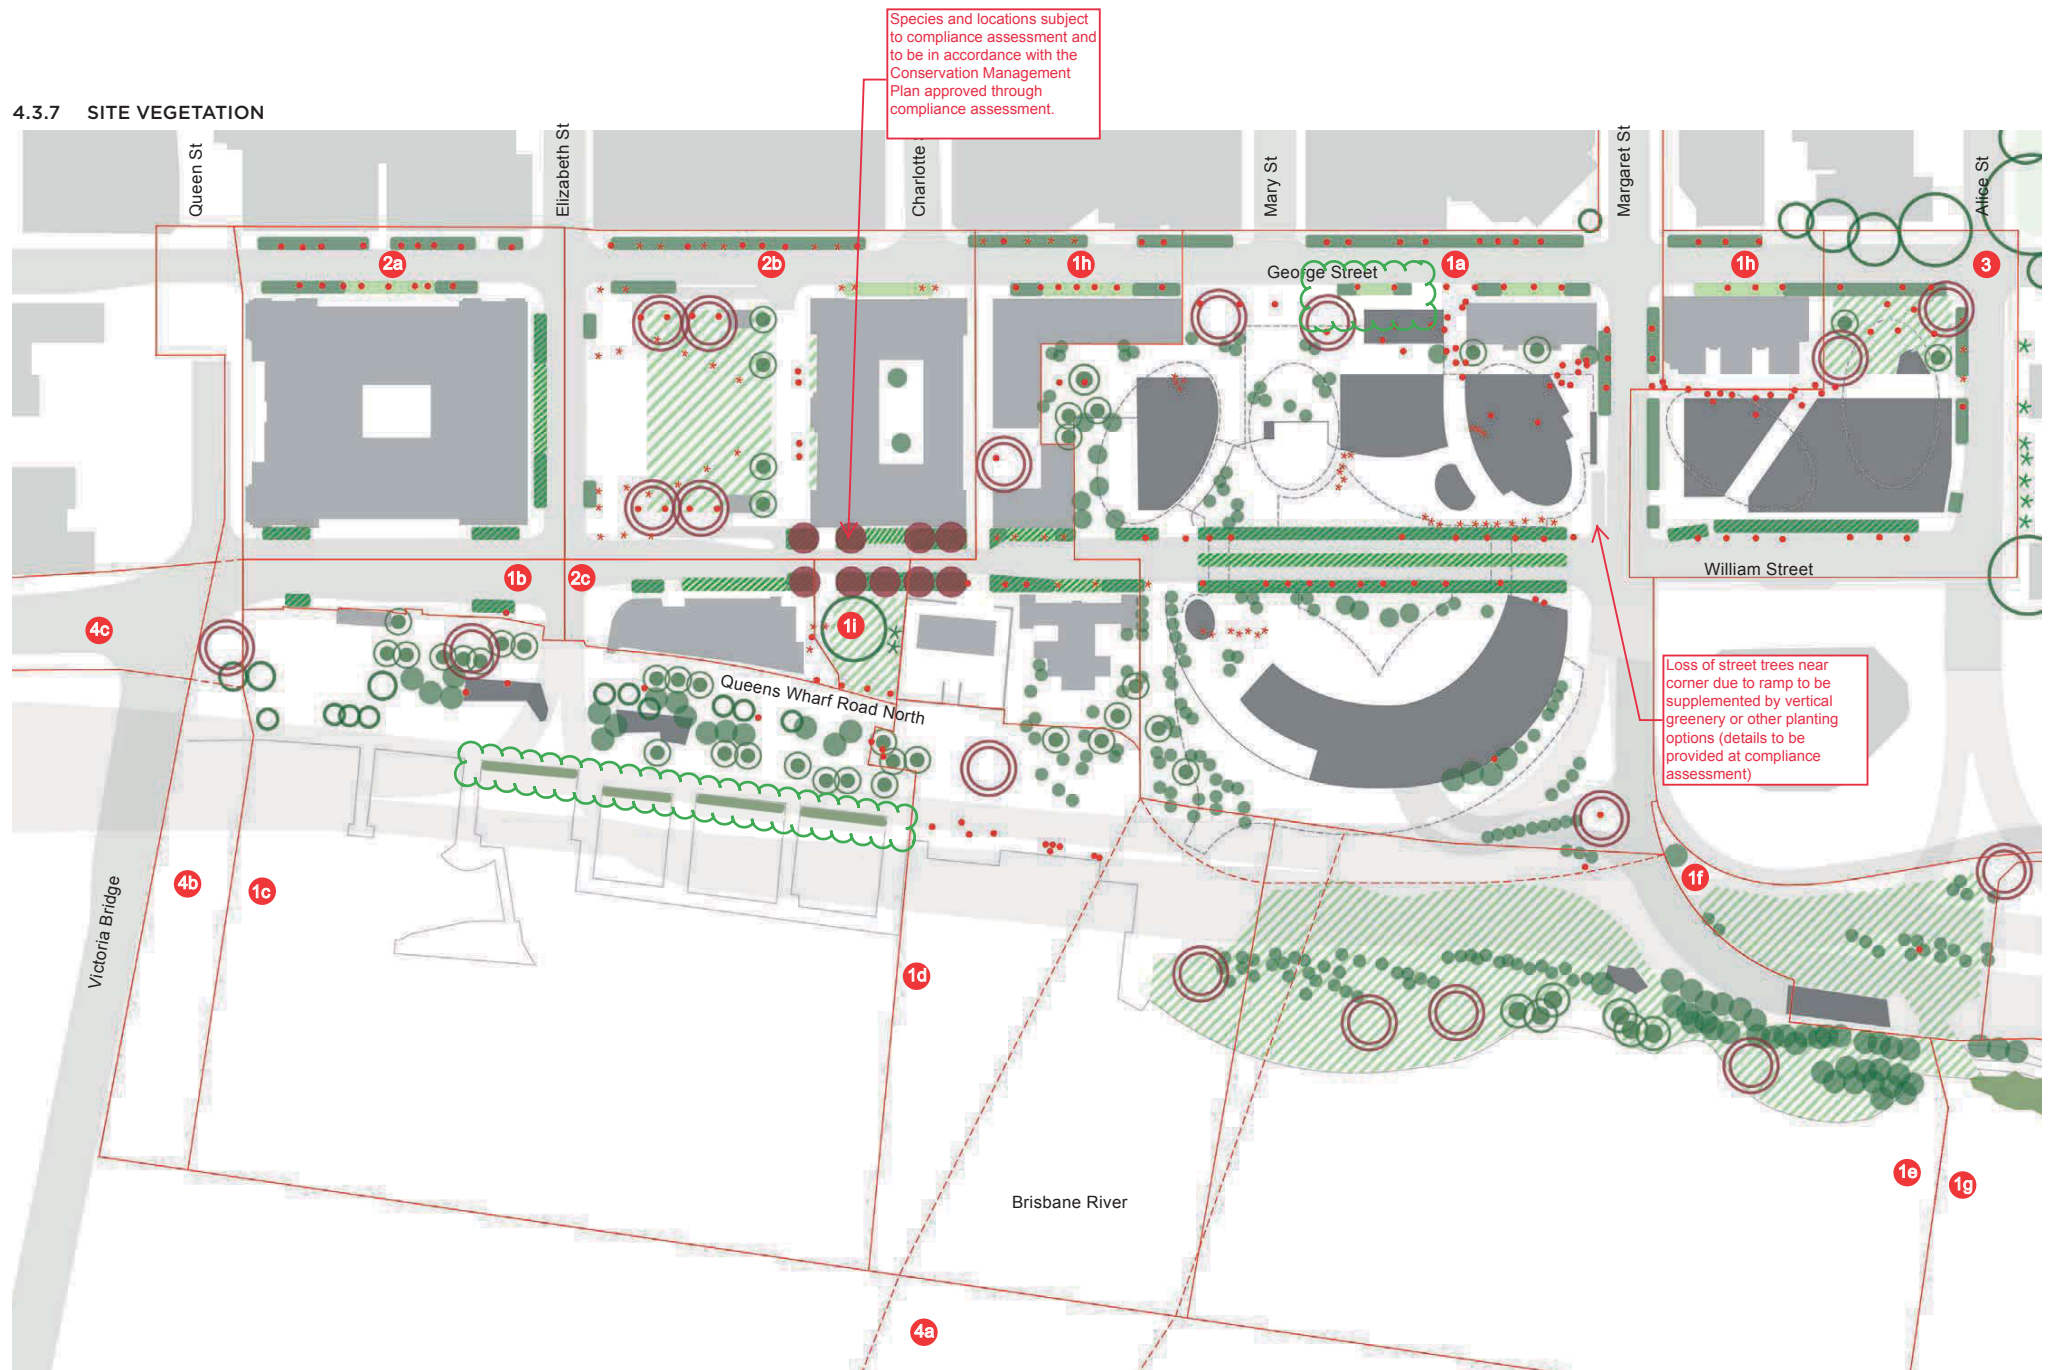 Species and locations subject
to compliance assessment and
to be in accordance with the
Conservation Management
Plan approved through
compliance assessment.
4.3.7 SITE VEGETATION
Queen St
Elizabeth St
Charlotte
Mary St
Margaret St
Alice St
2a
2b
1h
George Street
1a
1h
3
1b
2c
William Street
4c
1i
Queens Wharf Road North
Loss of street trees near
corner due to ramp to be
supplemented by vertical
greenery or other planting
options (details to be
provided at compliance
assessment)
Victoria Bridge
4b
1c
1f
1d
Brisbane River
1e
1g
4a